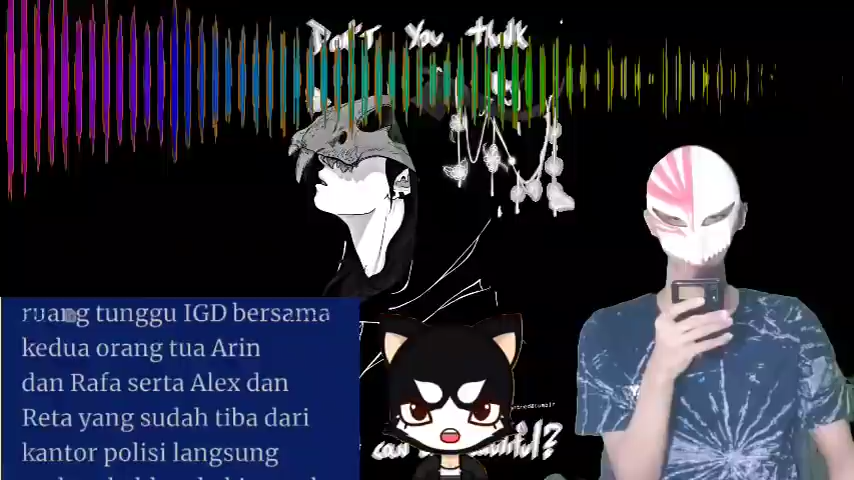 Don't You think
ruang tunggu IGD bersama
kedua orang tua Arin
dan Rafa serta Alex dan
Reta yang sudah tiba dari
kantor polisi langsung
can